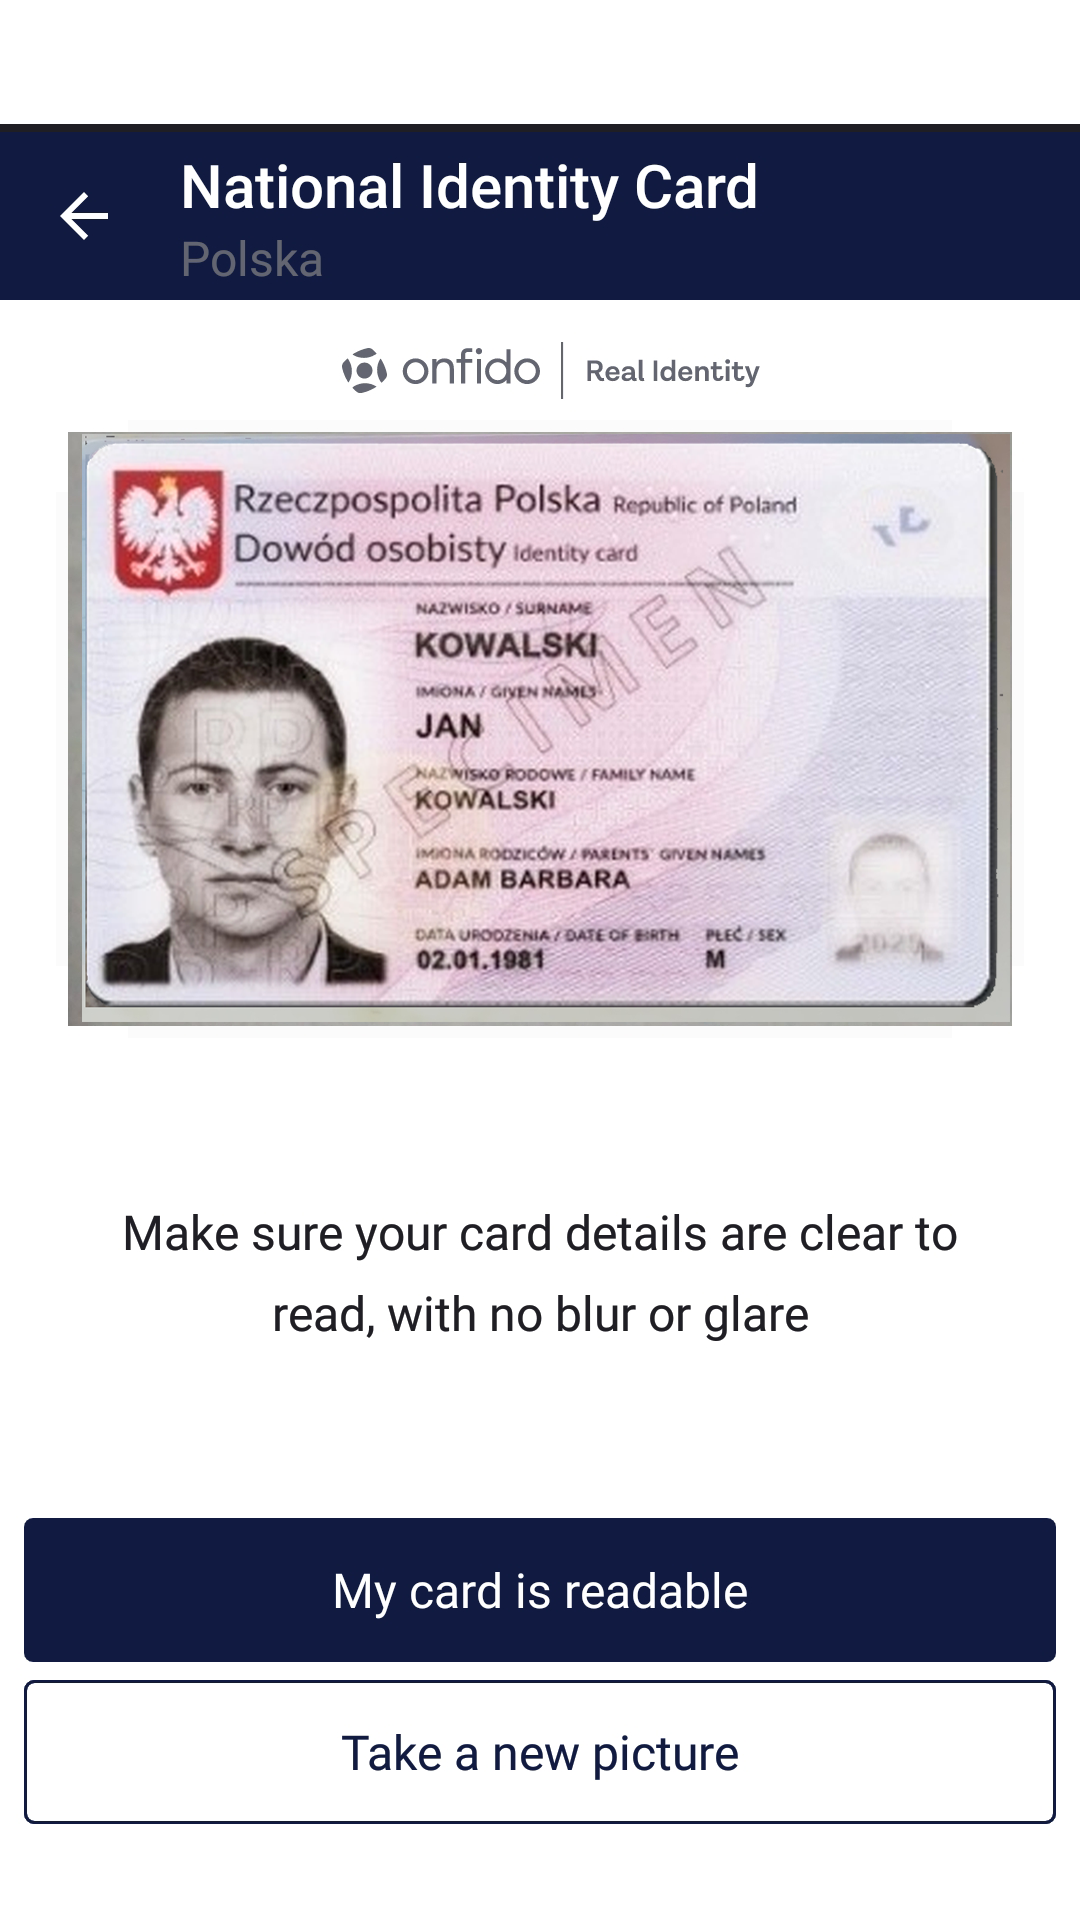 National Identity Card
Polska
onfido | Real Identity
Rzeczpospolita Polska Republic of Poland
Dowód osobisty Identity card
NAZWISKO / SURNAME
KOWALSKI
IMIONA / GIVEN NAMES
JAN
NAZWISKO RODOWE / FAMILY NAME
KOWALSKI
IMIONA RODZICÓW / PARENTS' GIVEN NAMES
ADAM BARBARA
DATA URODZENIA / DATE OF BIRTH PŁEĆ / SEX
02.01.1981 M
SPECIMEN
Make sure your card details are clear to
read, with no blur or glare
My card is readable
Take a new picture